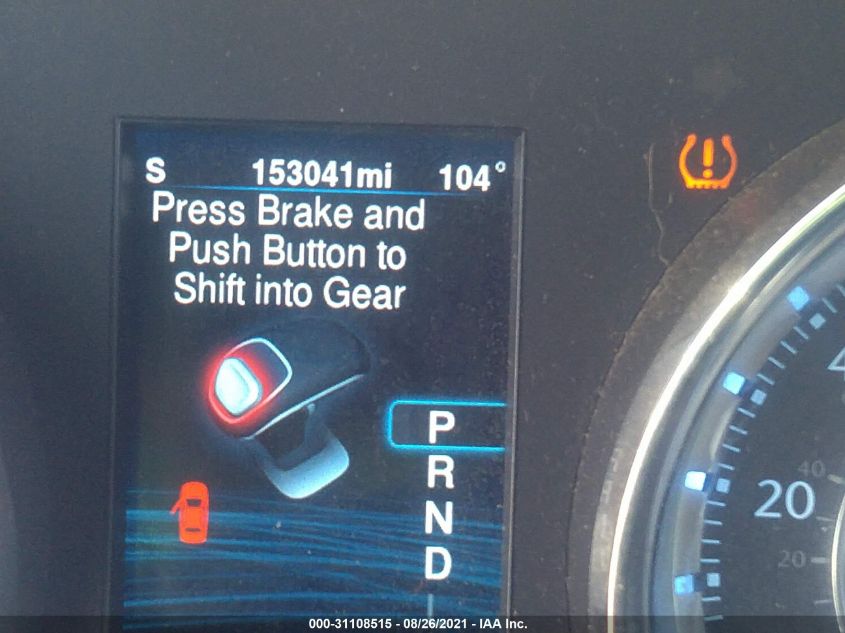 S 153041mi 104°
Press Brake and
Push Button to
Shift into Gear
P
R
N
D
40
20
20
000-31108515 - 08/26/2021 - IAA Inc.